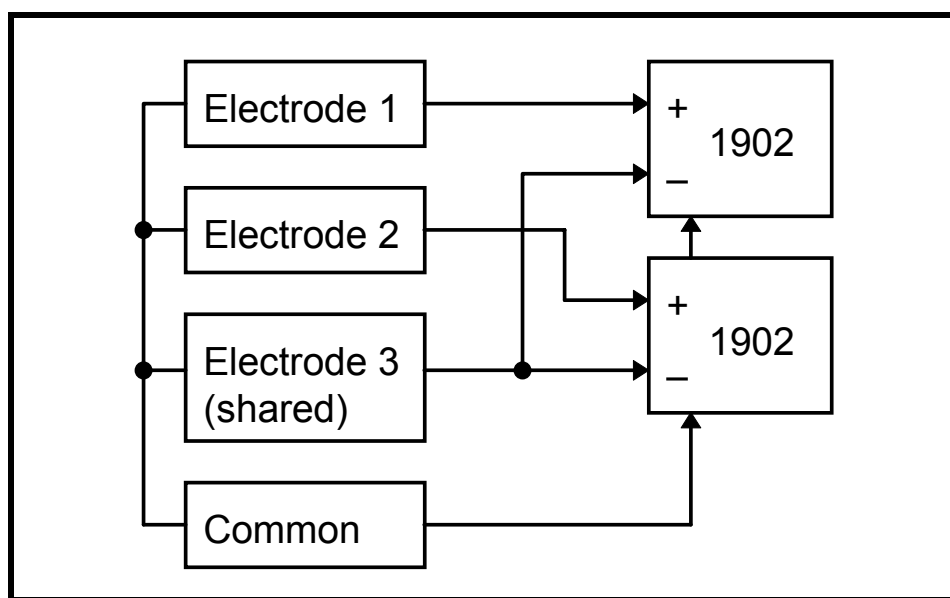 Electrode 1
+
1902
–
Electrode 2
+
1902
–
Electrode 3
(shared)
Common